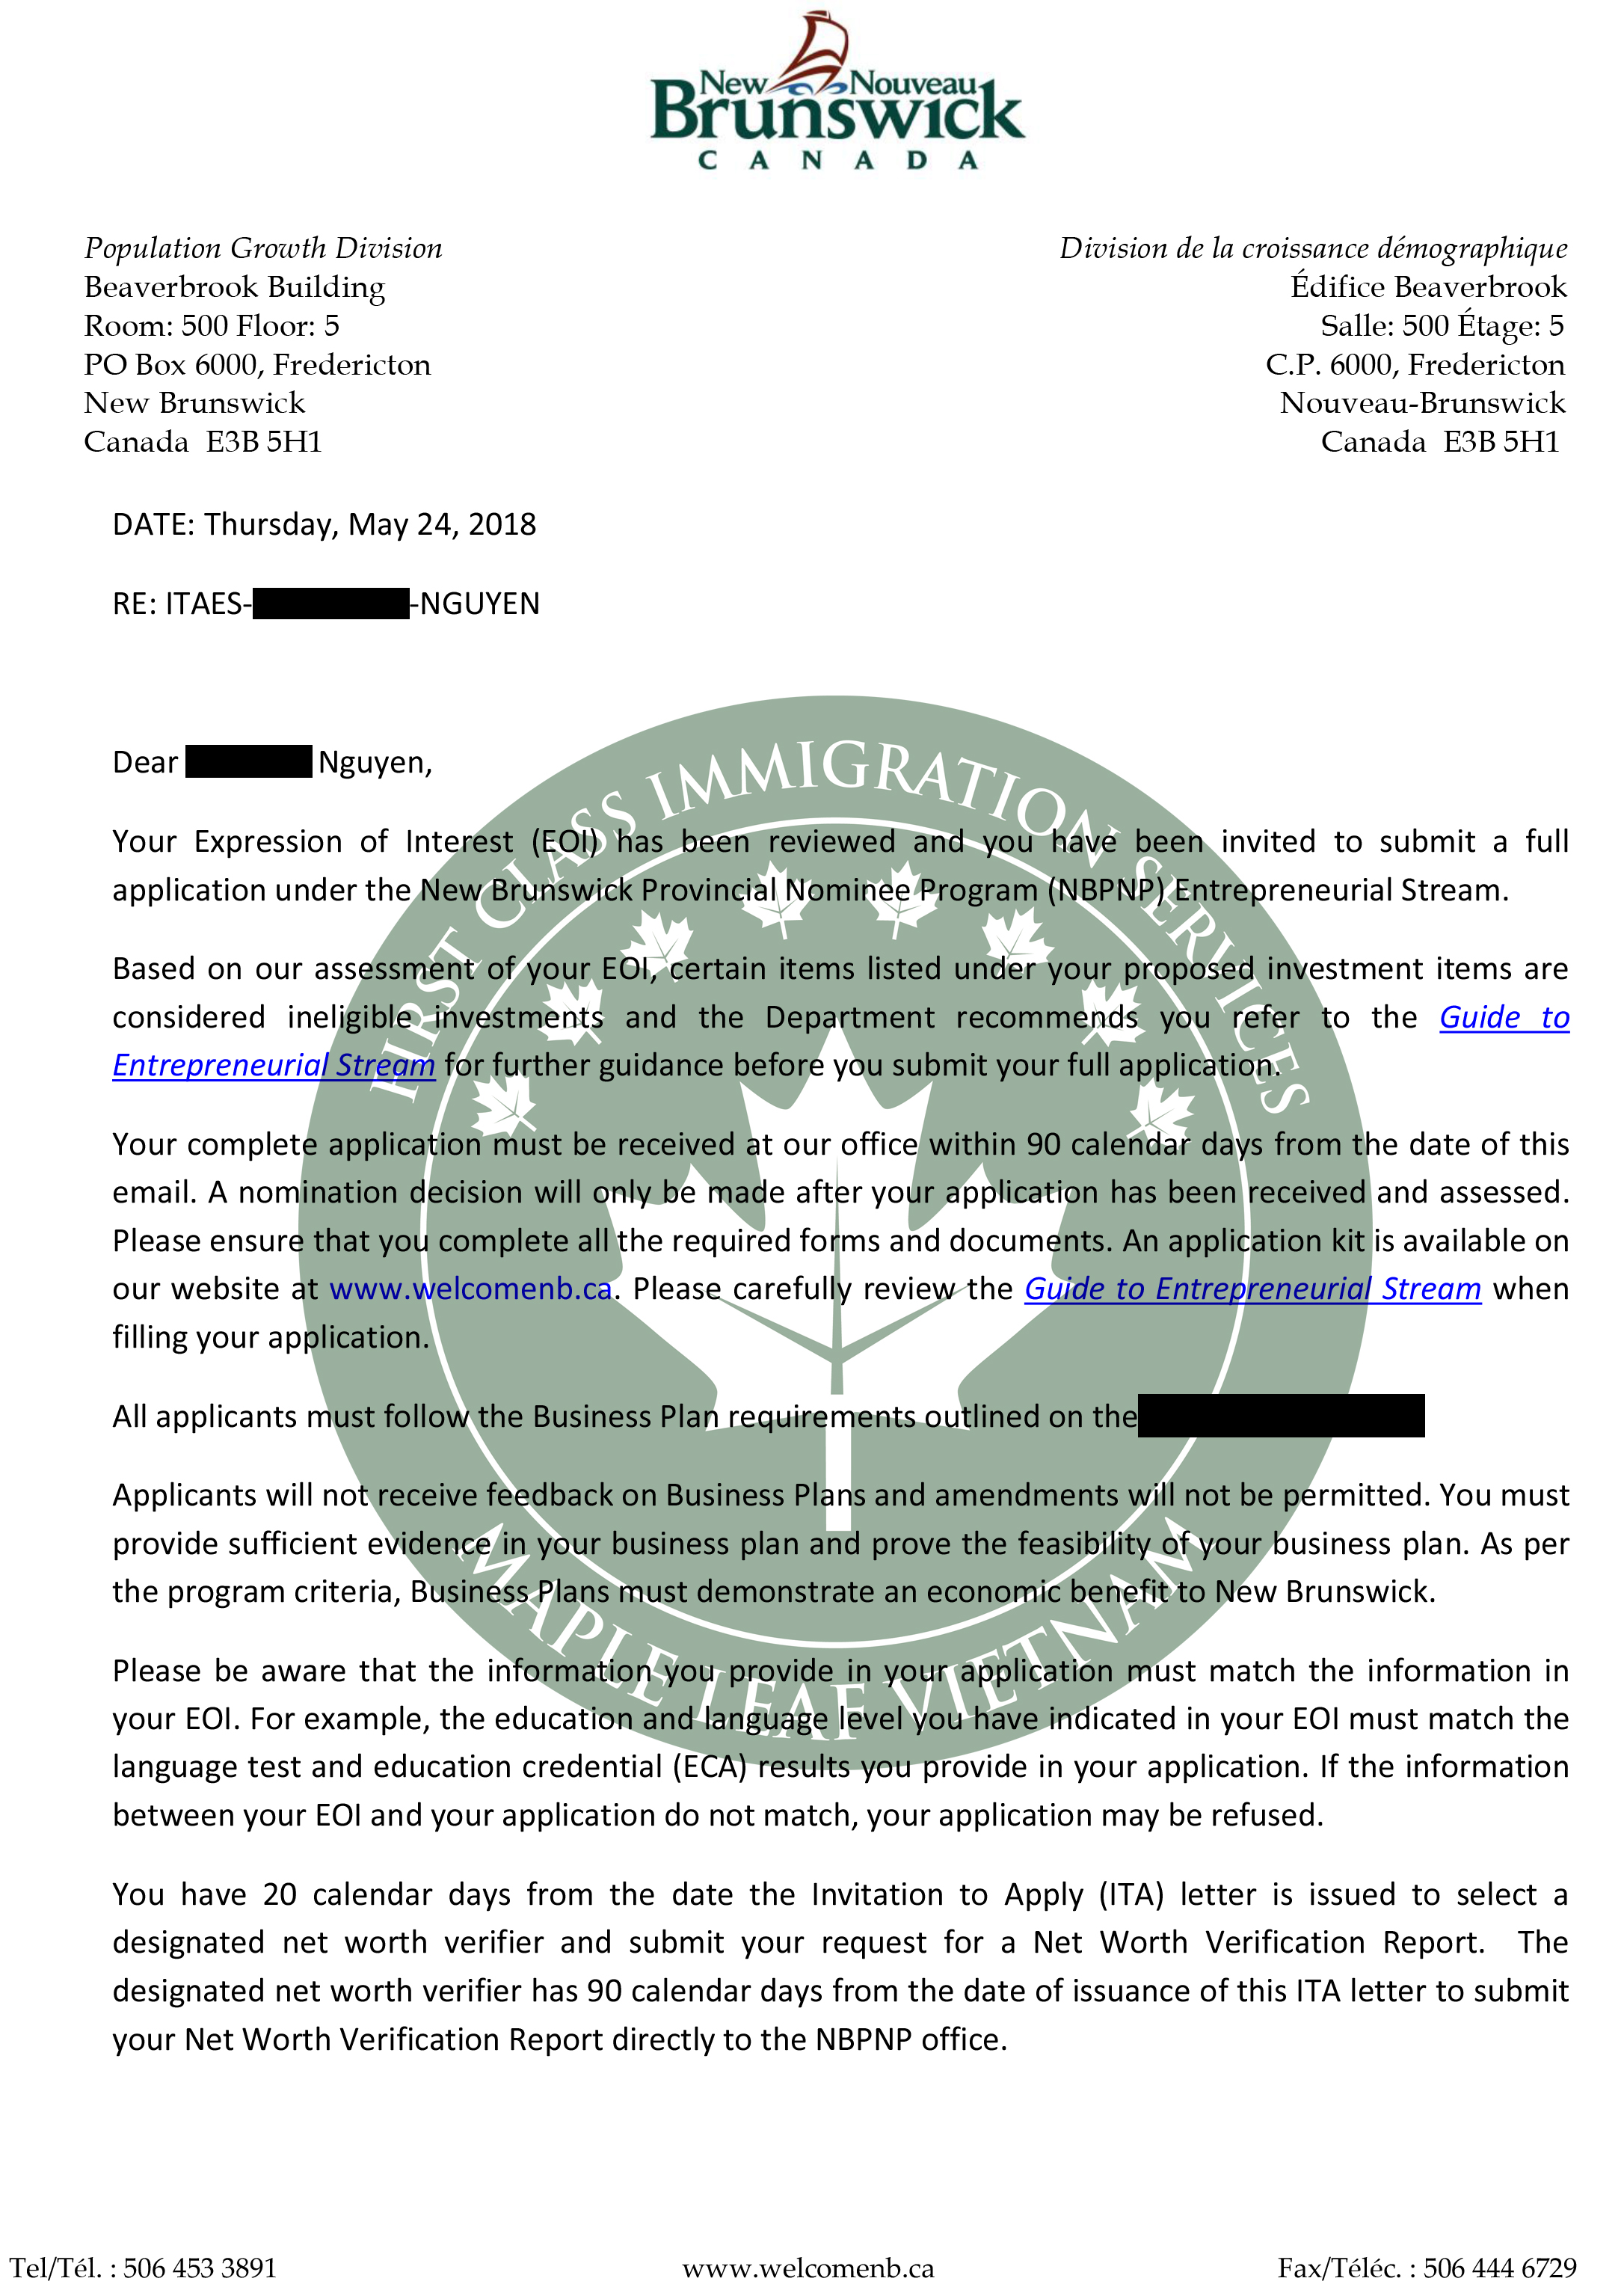 New Nouveau
Brunswick
CANADA
Population Growth Division
Beaverbrook Building
Room: 500 Floor: 5
PO Box 6000, Fredericton
New Brunswick
Canada E3B 5H1
Division de la croissance démographique
Édifice Beaverbrook
Salle: 500 Étage: 5
C.P. 6000, Fredericton
Nouveau-Brunswick
Canada E3B 5H1
DATE: Thursday, May 24, 2018
RE: ITAES- -NGUYEN
Dear Nguyen,
Your Expression of Interest (EOI) has been reviewed and you have been invited to submit a full
application under the New Brunswick Provincial Nominee Program (NBPNP) Entrepreneurial Stream.
Based on our assessment of your EOI, certain items listed under your proposed investment items are
considered ineligible investments and the Department recommends you refer to the Guide to
Entrepreneurial Stream for further guidance before you submit your full application.
Your complete application must be received at our office within 90 calendar days from the date of this
email. A nomination decision will only be made after your application has been received and assessed.
Please ensure that you complete all the required forms and documents. An application kit is available on
our website at www.welcomenb.ca. Please carefully review the Guide to Entrepreneurial Stream when
filling your application.
All applicants must follow the Business Plan requirements outlined on the
Applicants will not receive feedback on Business Plans and amendments will not be permitted. You must
provide sufficient evidence in your business plan and prove the feasibility of your business plan. As per
the program criteria, Business Plans must demonstrate an economic benefit to New Brunswick.
Please be aware that the information you provide in your application must match the information in
your EOI. For example, the education and language level you have indicated in your EOI must match the
language test and education credential (ECA) results you provide in your application. If the information
between your EOI and your application do not match, your application may be refused.
You have 20 calendar days from the date the Invitation to Apply (ITA) letter is issued to select a
designated net worth verifier and submit your request for a Net Worth Verification Report. The
designated net worth verifier has 90 calendar days from the date of issuance of this ITA letter to submit
your Net Worth Verification Report directly to the NBPNP office.
FIRST CLASS IMMIGRATION SERVICES
MAPLE LEAF VIETNAM
Tel/Tél. : 506 453 3891
www.welcomenb.ca
Fax/Téléc. : 506 444 6729